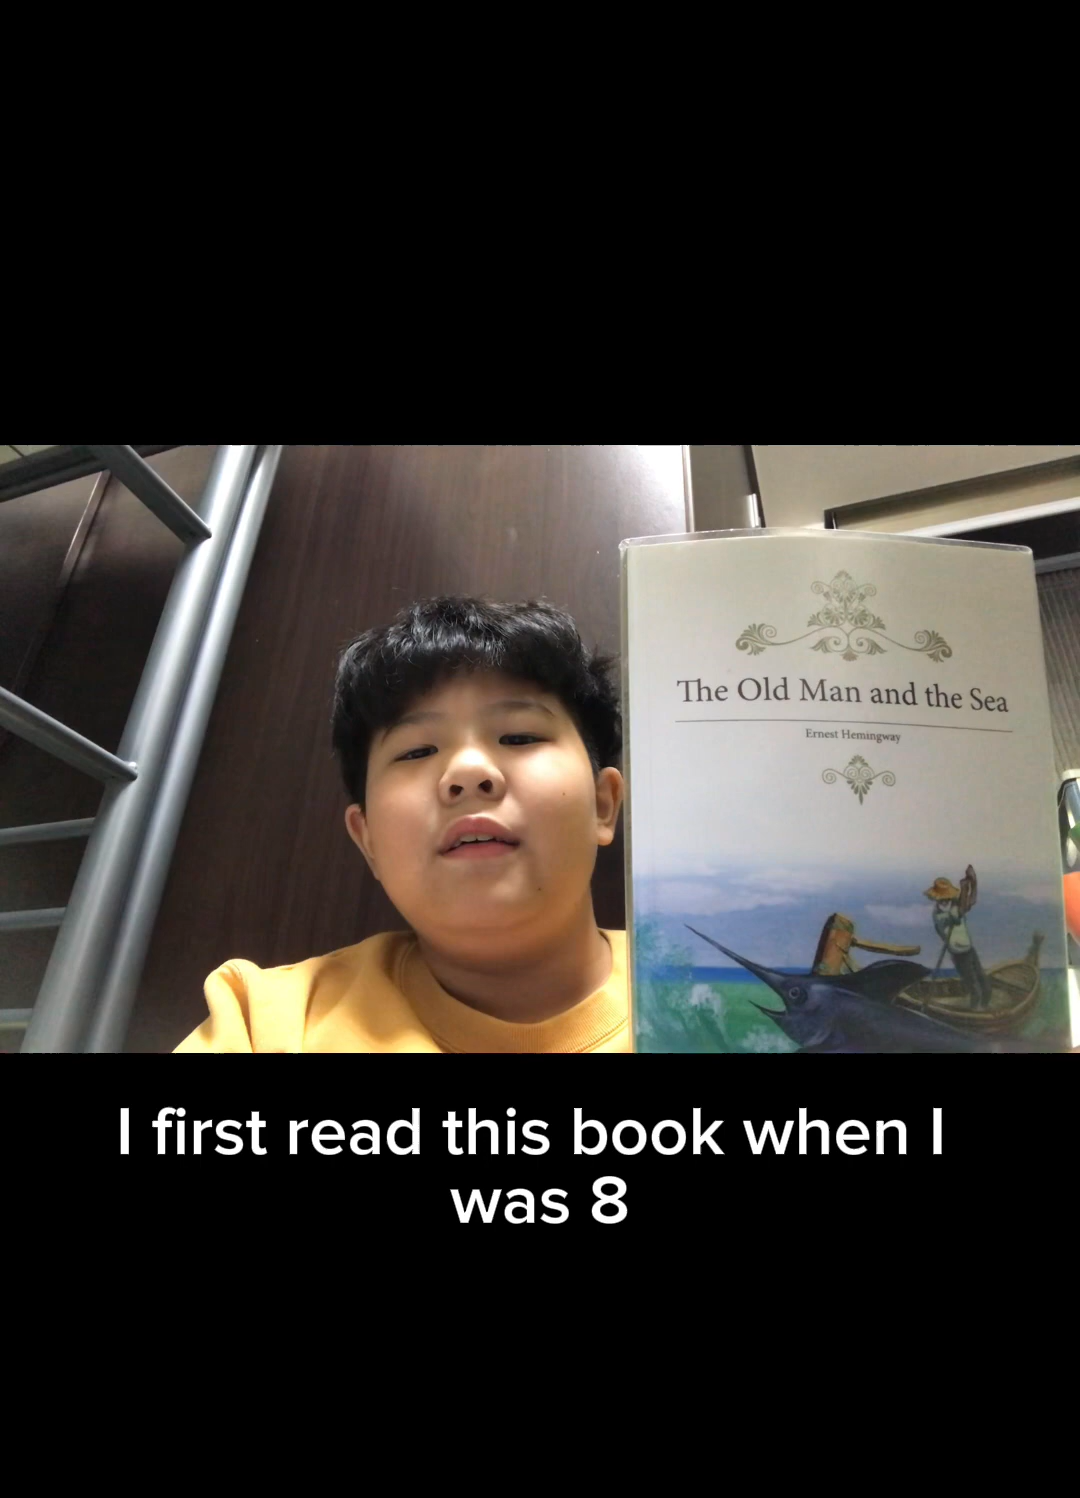 The Old Man and the Sea
Ernest Hemingway
I first read this book when I
was 8